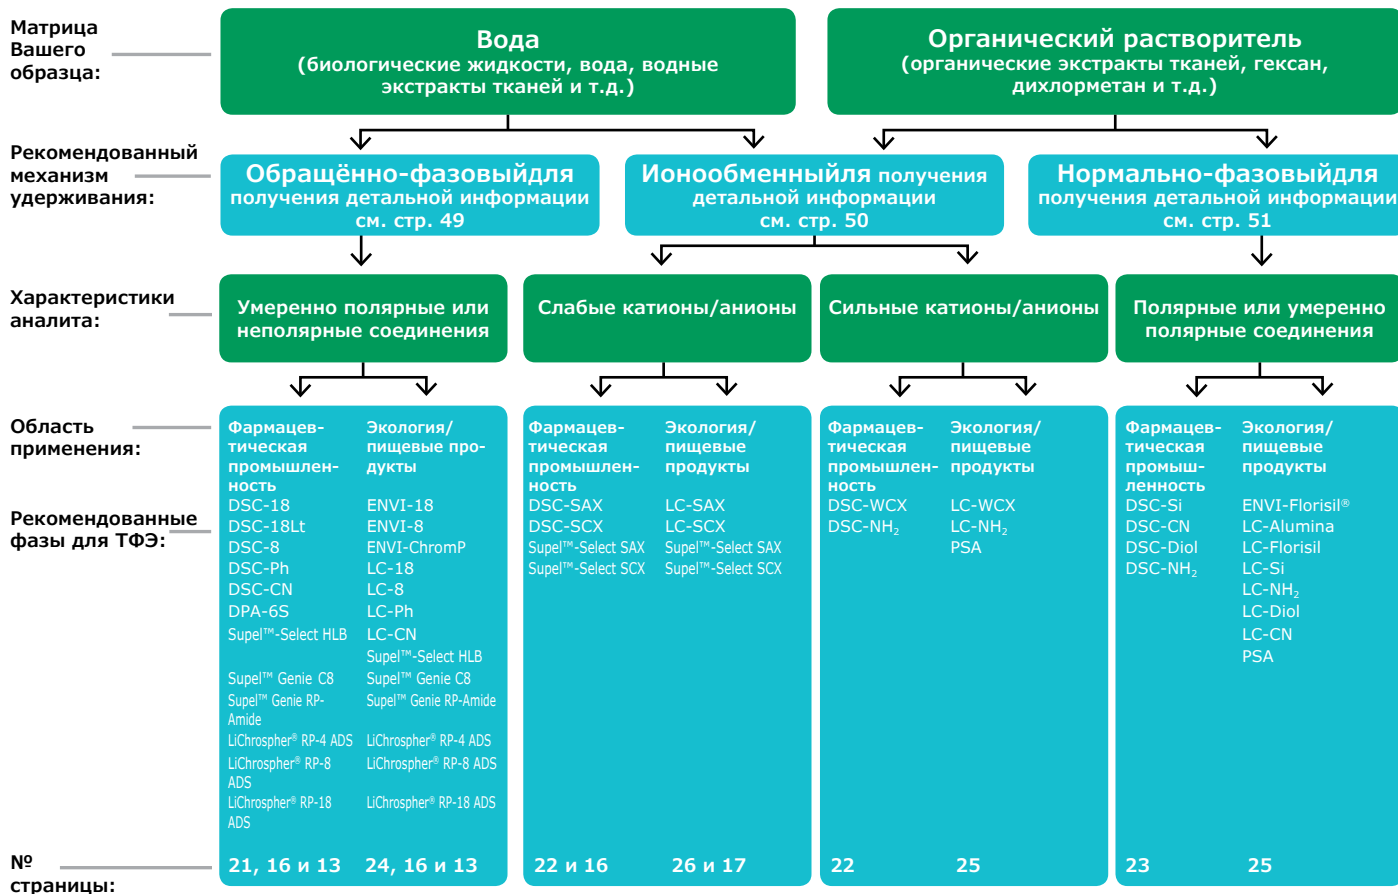 Матрица
Вашего
образца:
Вода
(биологические жидкости, вода, водные
экстракты тканей и т.д.)
Органический растворитель
(органические экстракты тканей, гексан,
дихлорметан и т.д.)
Рекомендованный
механизм
удерживания:
Обращённо-фазовыйдля
получения детальной информации
см. стр. 49
Ионообменныйля получения
детальной информации
см. стр. 50
Нормально-фазовыйдля
получения детальной информации
см. стр. 51
Характеристики
аналита:
Умеренно полярные или
неполярные соединения
Слабые катионы/анионы
Сильные катионы/анионы
Полярные или умеренно
полярные соединения
Область
применения:
Рекомендованные
фазы для ТФЭ:
Фармацев-
тическая
промышлен-
ность
DSC-18
DSC-18Lt
DSC-8
DSC-Ph
DSC-CN
DPA-6S
Supel™-Select HLB
Supel™ Genie C8
Supel™ Genie RP-
Amide
LiChrospher® RP-4 ADS
LiChrospher® RP-8
ADS
LiChrospher® RP-18
ADS
Экология/
пищевые про-
дукты
ENVI-18
ENVI-8
ENVI-ChromP
LC-18
LC-8
LC-Ph
LC-CN
Supel™-Select HLB
Supel™ Genie C8
Supel™ Genie RP-Amide
LiChrospher® RP-4 ADS
LiChrospher® RP-8 ADS
LiChrospher® RP-18 ADS
Фармацев-
тическая
промышлен-
ность
DSC-SAX
DSC-SCX
Supel™-Select SAX
Supel™-Select SCX
Экология/
пищевые
продукты
LC-SAX
LC-SCX
Supel™-Select SAX
Supel™-Select SCX
Фармацев-
тическая
промышлен-
ность
DSC-WCX
DSC-NH₂
Экология/
пищевые
продукты
LC-WCX
LC-NH₂
PSA
Фармацев-
тическая
промыш-
ленность
DSC-Si
DSC-CN
DSC-Diol
DSC-NH₂
Экология/
пищевые
продукты
ENVI-Florisil®
LC-Alumina
LC-Florisil
LC-Si
LC-NH₂
LC-Diol
LC-CN
PSA
№
страницы:
21, 16 и 13
24, 16 и 13
22 и 16
26 и 17
22
25
23
25